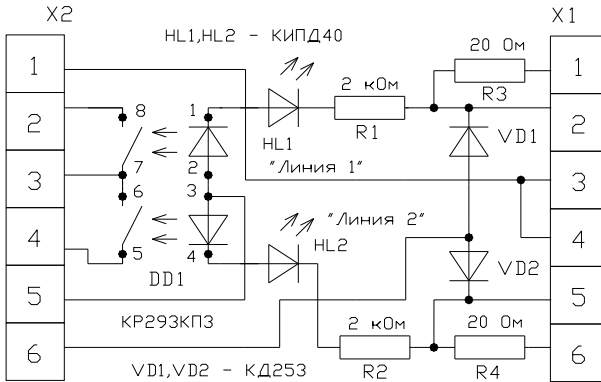 X2
X1
HL1,HL2 - КИПД40
1
2
3
4
5
6
8
7
6
5
1
2
3
4
DD1
КР293КП3
VD1,VD2 - КД253
HL1
2 кОм
R1
20 Ом
R3
VD1
"Линия 1"
"Линия 2"
HL2
VD2
2 кОм
R2
20 Ом
R4
1
2
3
4
5
6